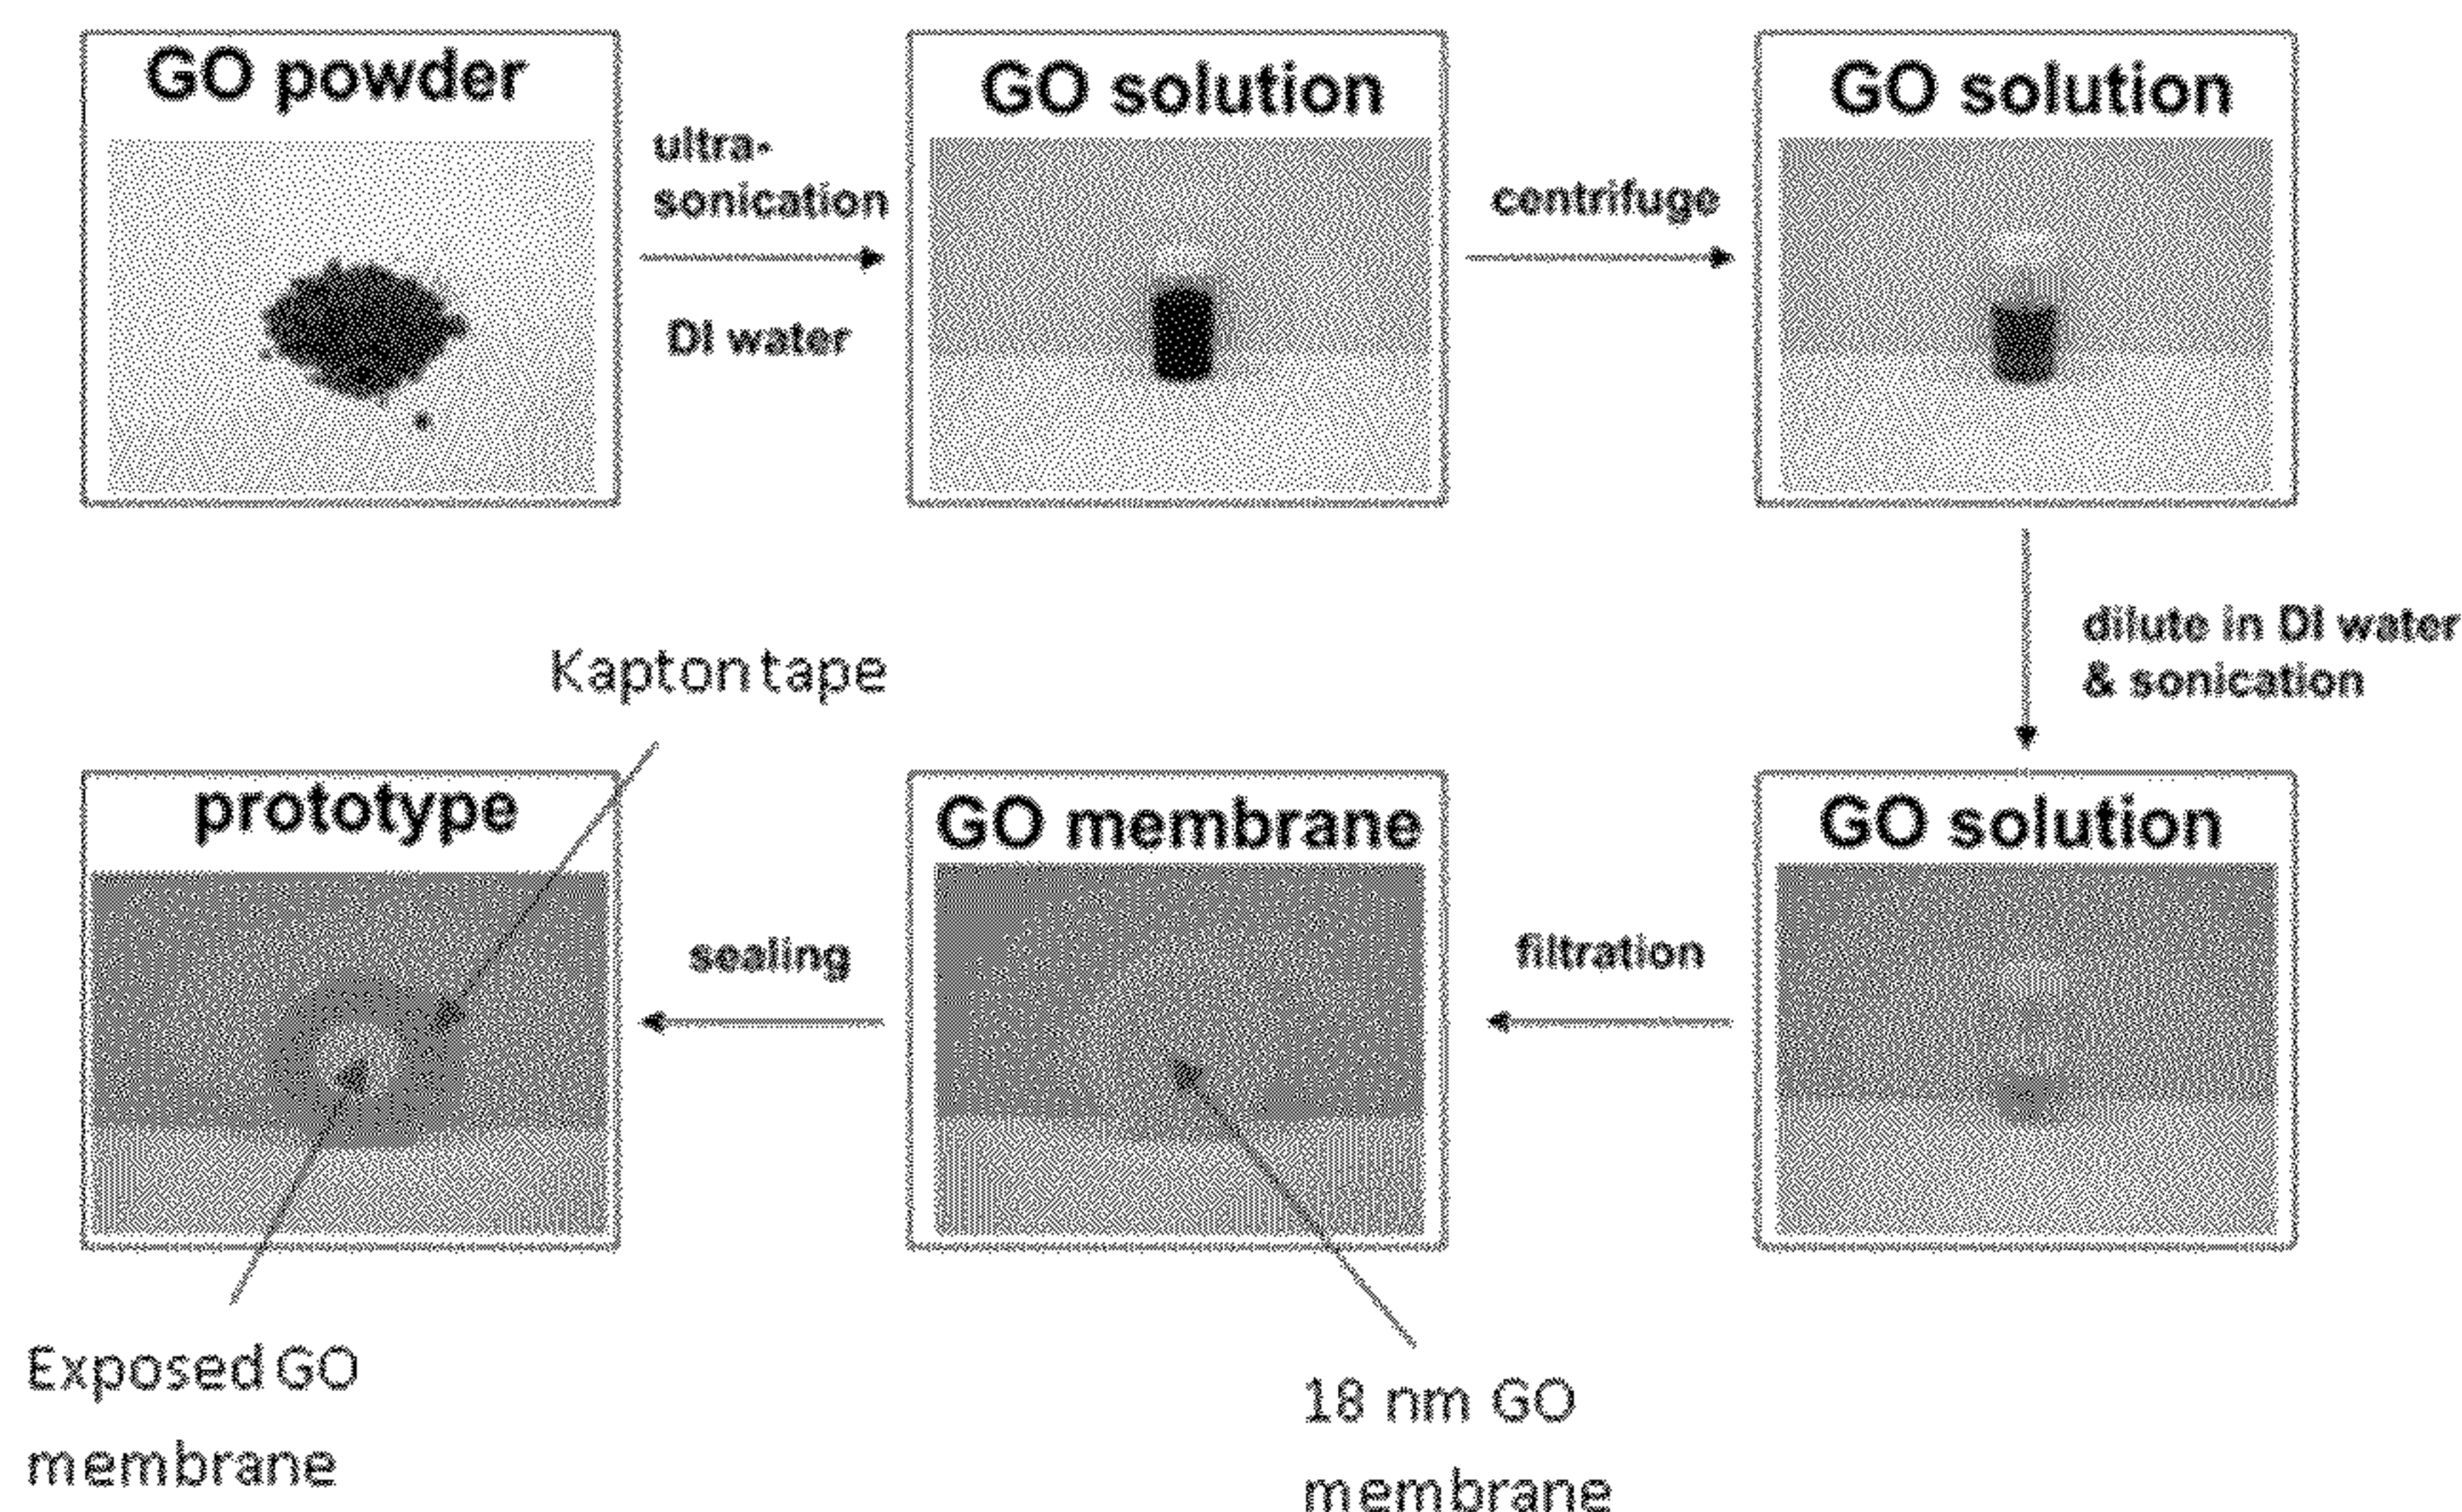 GO powder
ultra-
sonication
DI water
GO solution
centrifuge
GO solution
dilute in DI water
& sonication
GO solution
filtration
GO membrane
18 nm GO
membrane
sealing
prototype
Kapton tape
Exposed GO
membrane